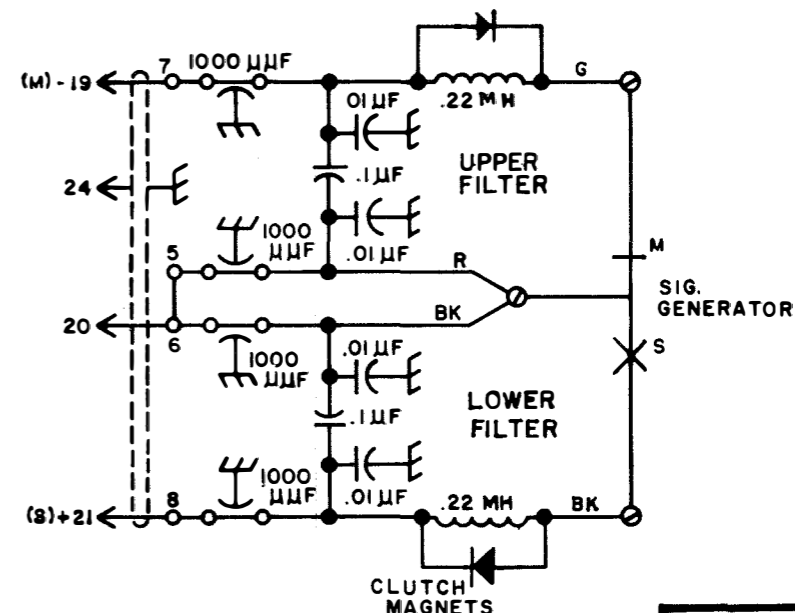 1000 µµF
7
(M)-19
.22 MH
G
.01 µF
UPPER
FILTER
24
.1 µF
1000
µµF
.01 µF
5
R
M
SIG.
GENERATOR
20
6
BK
S
1000
µµF
.01 µF
LOWER
FILTER
.1 µF
1000
µµF
.01 µF
8
(S)+21
.22 MH
BK
CLUTCH
MAGNETS